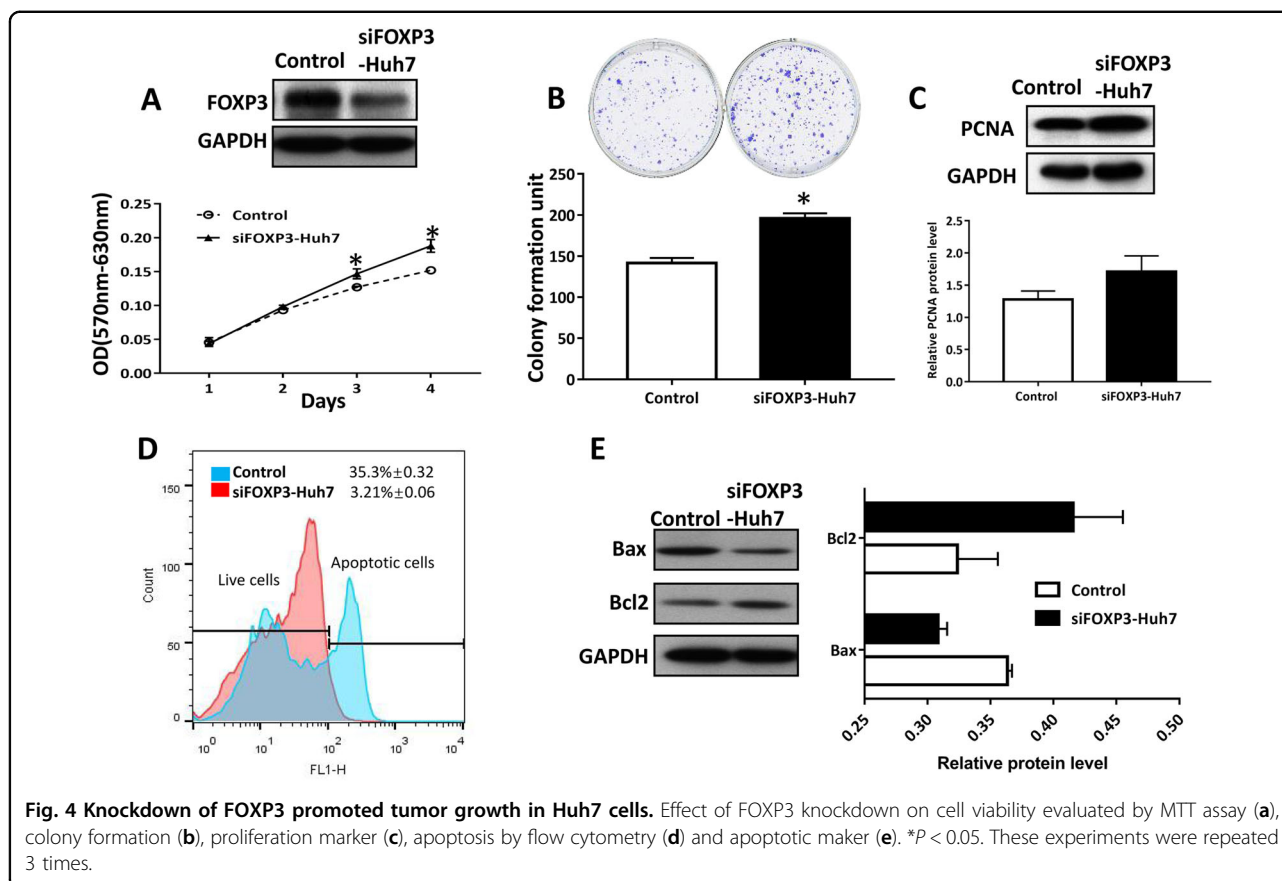 A
Control
siFOXP3
-Huh7
FOXP3
GAPDH
OD(570nm-630nm)
0.25
0.20
0.15
0.10
0.05
0.00
Control
siFOXP3-Huh7
*
*
1 2 3 4
Days
B
Colony formation unit
250
200
150
100
50
0
*
Control siFOXP3-Huh7
C
Control
siFOXP3
-Huh7
PCNA
GAPDH
Relative PCNA protein level
2.0
1.5
1.0
0.5
0.0
Control siFOXP3-Huh7
D
Control 35.3%±0.32
siFOXP3-Huh7 3.21%±0.06
Live cells
Apoptotic cells
Count
150
100
50
0
10^0 10^1 10^2 10^3 10^4
FL1-H
E
siFOXP3
Control -Huh7
Bax
Bcl2
GAPDH
Bcl2
Bax
Control
siFOXP3-Huh7
0.25 0.30 0.35 0.40 0.45 0.50
Relative protein level
Fig. 4 Knockdown of FOXP3 promoted tumor growth in Huh7 cells. Effect of FOXP3 knockdown on cell viability evaluated by MTT assay (a),
colony formation (b), proliferation marker (c), apoptosis by flow cytometry (d) and apoptotic maker (e). *P < 0.05. These experiments were repeated
3 times.